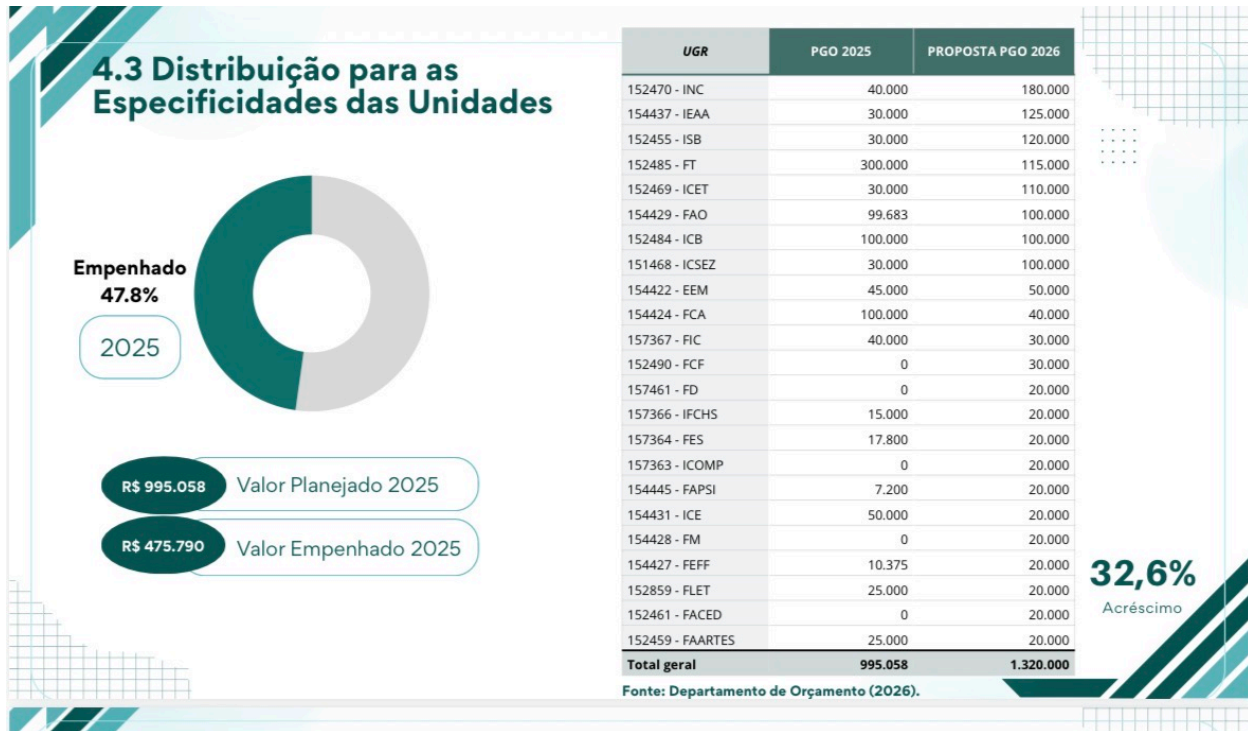 4.3 Distribuição para as
Especificidades das Unidades
Empenhado
47.8%
2025
R$ 995.058 Valor Planejado 2025
R$ 475.790 Valor Empenhado 2025
UGR PGO 2025 PROPOSTA PGO 2026
152470 - INC 40.000 180.000
154437 - IEAA 30.000 125.000
152455 - ISB 30.000 120.000
152485 - FT 300.000 115.000
152469 - ICET 30.000 110.000
154429 - FAO 99.683 100.000
152484 - ICB 100.000 100.000
151468 - ICSEZ 30.000 100.000
154422 - EEM 45.000 50.000
154424 - FCA 100.000 40.000
157367 - FIC 40.000 30.000
152490 - FCF 0 30.000
157461 - FD 0 20.000
157366 - IFCHS 15.000 20.000
157364 - FES 17.800 20.000
157363 - ICOMP 0 20.000
154445 - FAPSI 7.200 20.000
154431 - ICE 50.000 20.000
154428 - FM 0 20.000
154427 - FEFF 10.375 20.000
152859 - FLET 25.000 20.000
152461 - FACED 0 20.000
152459 - FAARTES 25.000 20.000
Total geral 995.058 1.320.000
Fonte: Departamento de Orçamento (2026).
32,6%
Acréscimo